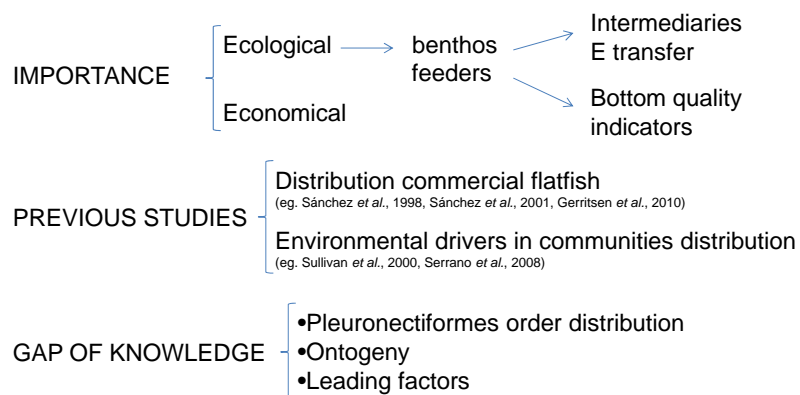 IMPORTANCE
Ecological
benthos
feeders
Intermediaries
E transfer
Bottom quality
indicators
Economical
PREVIOUS STUDIES
Distribution commercial flatfish
(eg. Sánchez et al., 1998, Sánchez et al., 2001, Gerritsen et al., 2010)
Environmental drivers in communities distribution
(eg. Sullivan et al., 2000, Serrano et al., 2008)
GAP OF KNOWLEDGE
•Pleuronectiformes order distribution
•Ontogeny
•Leading factors